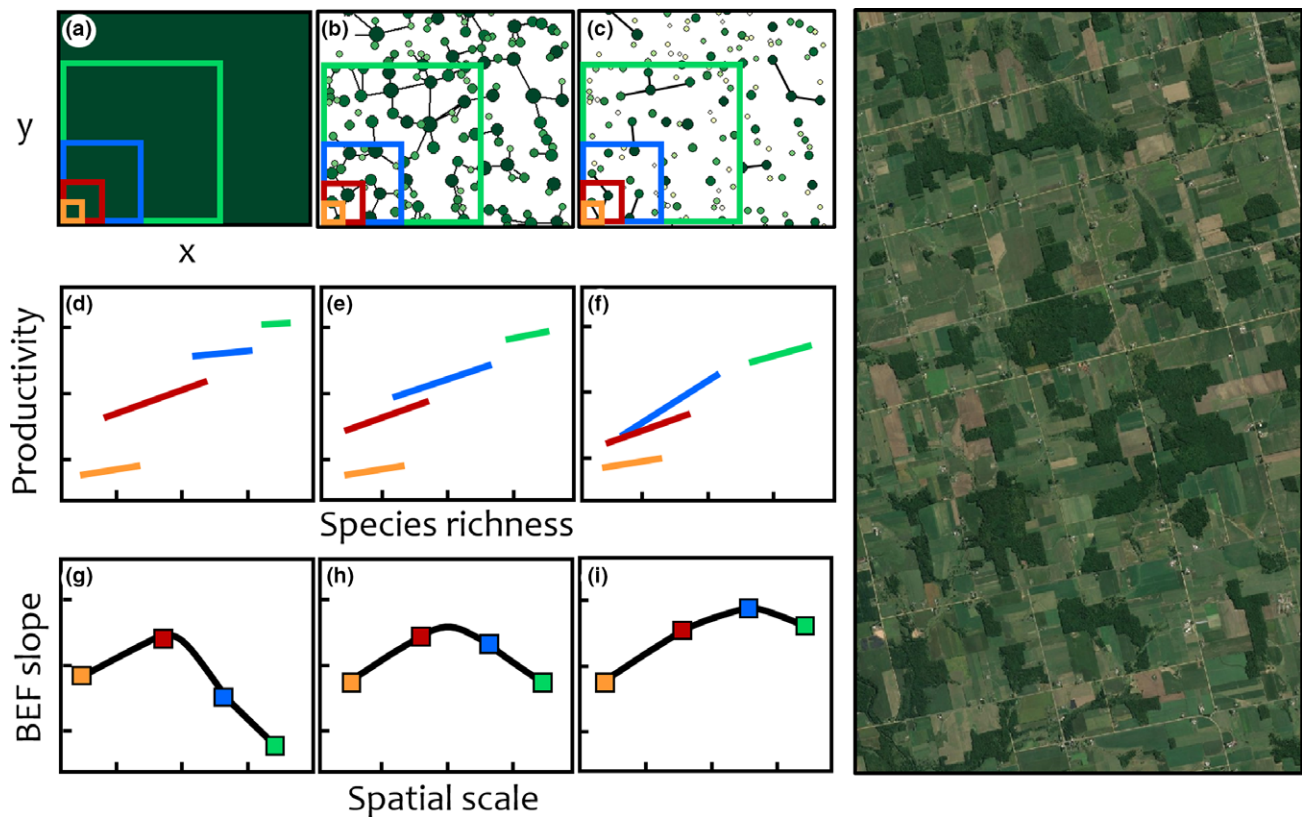 (a)
(b)
(c)
y
x
Productivity
(d)
(e)
(f)
Species richness
BEF slope
(g)
(h)
(i)
Spatial scale